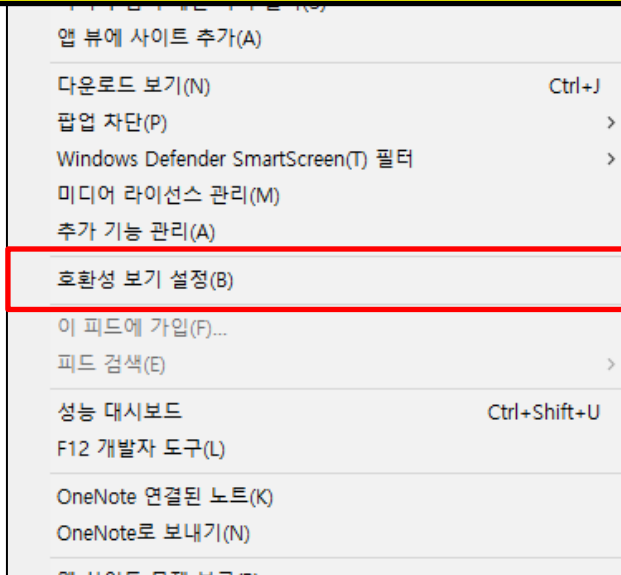 앱 뷰에 사이트 추가(A)
다운로드 보기(N) Ctrl+J
팝업 차단(P)
Windows Defender SmartScreen(T) 필터
미디어 라이선스 관리(M)
추가 기능 관리(A)
호환성 보기 설정(B)
이 피드에 가입(F)...
피드 검색(E)
성능 대시보드 Ctrl+Shift+U
F12 개발자 도구(L)
OneNote 연결된 노트(K)
OneNote로 보내기(N)